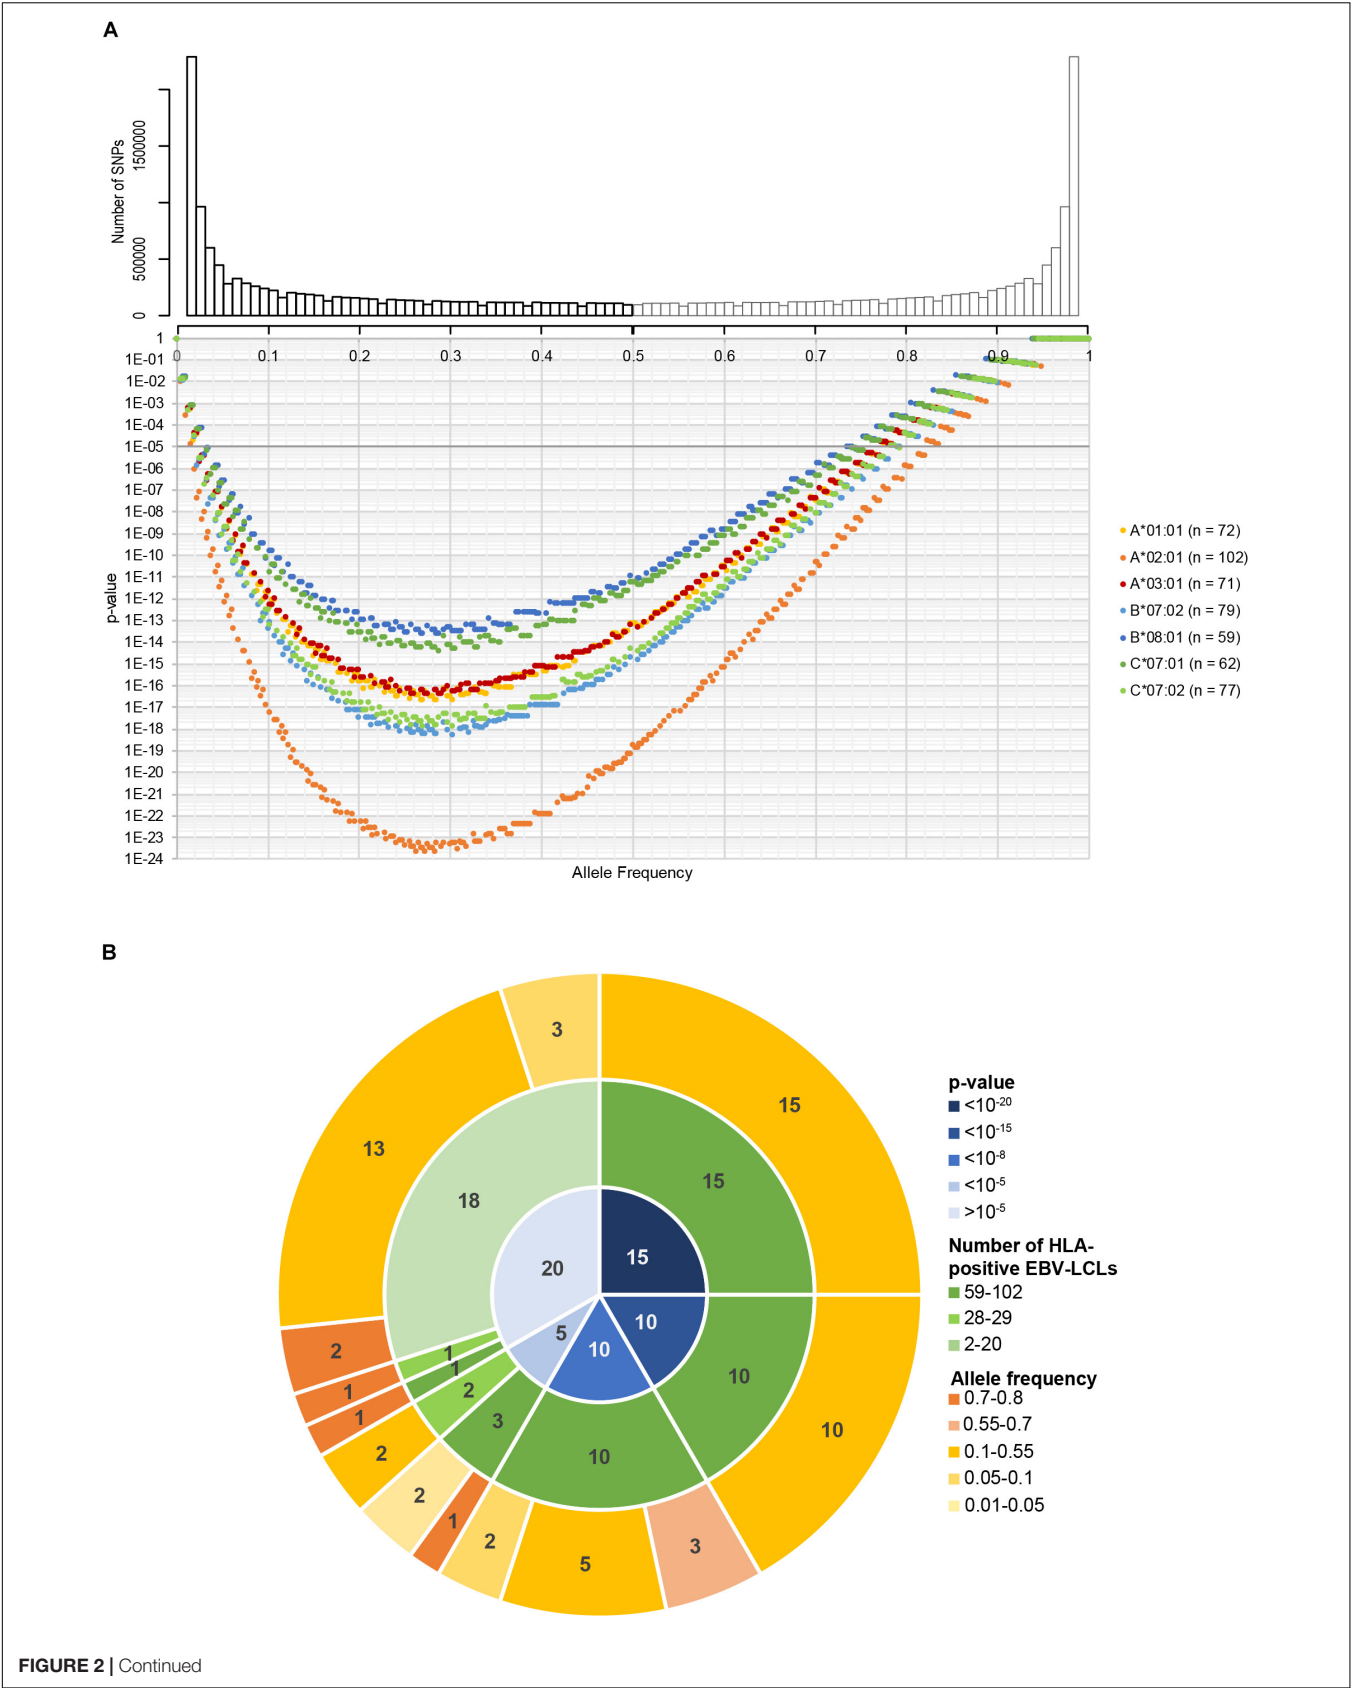 A
Number of SNPs
1500000
500000
0
1
0
0.1
0.2
0.3
0.4
0.5
0.6
0.7
0.8
0.9
1
1E-01
1E-02
1E-03
1E-04
1E-05
1E-06
1E-07
1E-08
1E-09
1E-10
1E-11
1E-12
1E-13
1E-14
1E-15
1E-16
1E-17
1E-18
1E-19
1E-20
1E-21
1E-22
1E-23
1E-24
p-value
Allele Frequency
A*01:01 (n = 72)
A*02:01 (n = 102)
A*03:01 (n = 71)
B*07:02 (n = 79)
B*08:01 (n = 59)
C*07:01 (n = 62)
C*07:02 (n = 77)
B
3
15
13
15
18
15
20
10
5
10
2
1
1
1
1
2
3
10
10
10
2
2
1
2
5
3
p-value
<10-20
<10-15
<10-8
<10-5
>10-5
Number of HLA-
positive EBV-LCLs
59-102
28-29
2-20
Allele frequency
0.7-0.8
0.55-0.7
0.1-0.55
0.05-0.1
0.01-0.05
FIGURE 2 | Continued